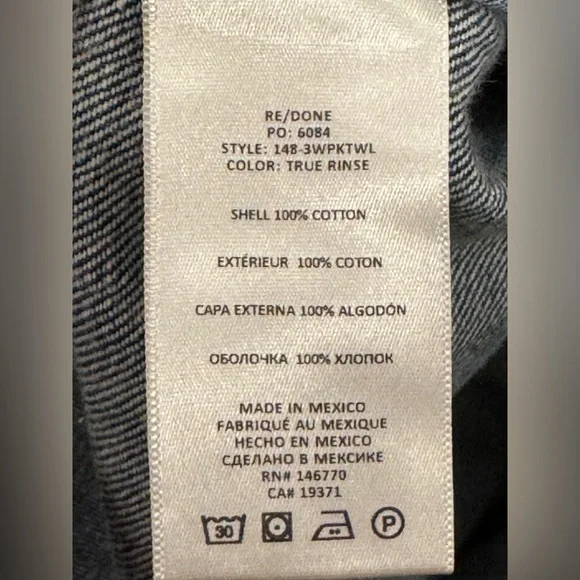 RE/DONE
PO: 6084
STYLE: 148-3WPKTWL
COLOR: TRUE RINSE
SHELL 100% COTTON
EXTÉRIEUR 100% COTON
CAPA EXTERNA 100% ALGODÓN
ОБОЛОЧКА 100% ХЛОПОК
MADE IN MEXICO
FABRIQUÉ AU MEXIQUE
HECHO EN MEXICO
СДЕЛАНО В МЕКСИКЕ
RN# 146770
CA# 19371
30 P